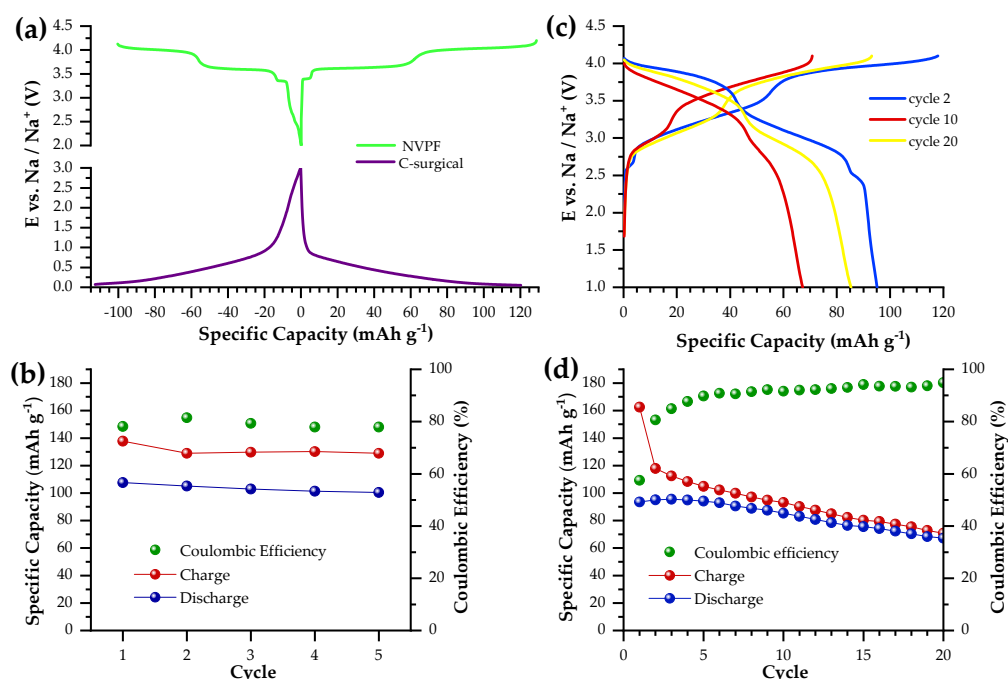 (a)
4.5
4.0
3.5
3.0
2.5
2.0
3.0
2.5
2.0
1.5
1.0
0.5
0.0
E vs. Na / Na⁺ (V)
NVPF
C-surgical
-100 -80 -60 -40 -20 0 20 40 60 80 100 120
Specific Capacity (mAh g⁻¹)
(c)
4.5
4.0
3.5
3.0
2.5
2.0
1.5
1.0
E vs. Na / Na⁺ (V)
cycle 2
cycle 10
cycle 20
0 20 40 60 80 100 120
Specific Capacity (mAh g⁻¹)
(b)
180
160
140
120
100
80
60
40
20
0
Specific Capacity (mAh g⁻¹)
Coulombic Efficiency
Charge
Discharge
100
80
60
40
20
0
Coulombic Efficiency (%)
1 2 3 4 5
Cycle
(d)
180
160
140
120
100
80
60
40
20
0
Specific Capacity (mAh g⁻¹)
Coulombic efficiency
Charge
Discharge
100
80
60
40
20
0
Coulombic Efficiency (%)
0 5 10 15 20
Cycle